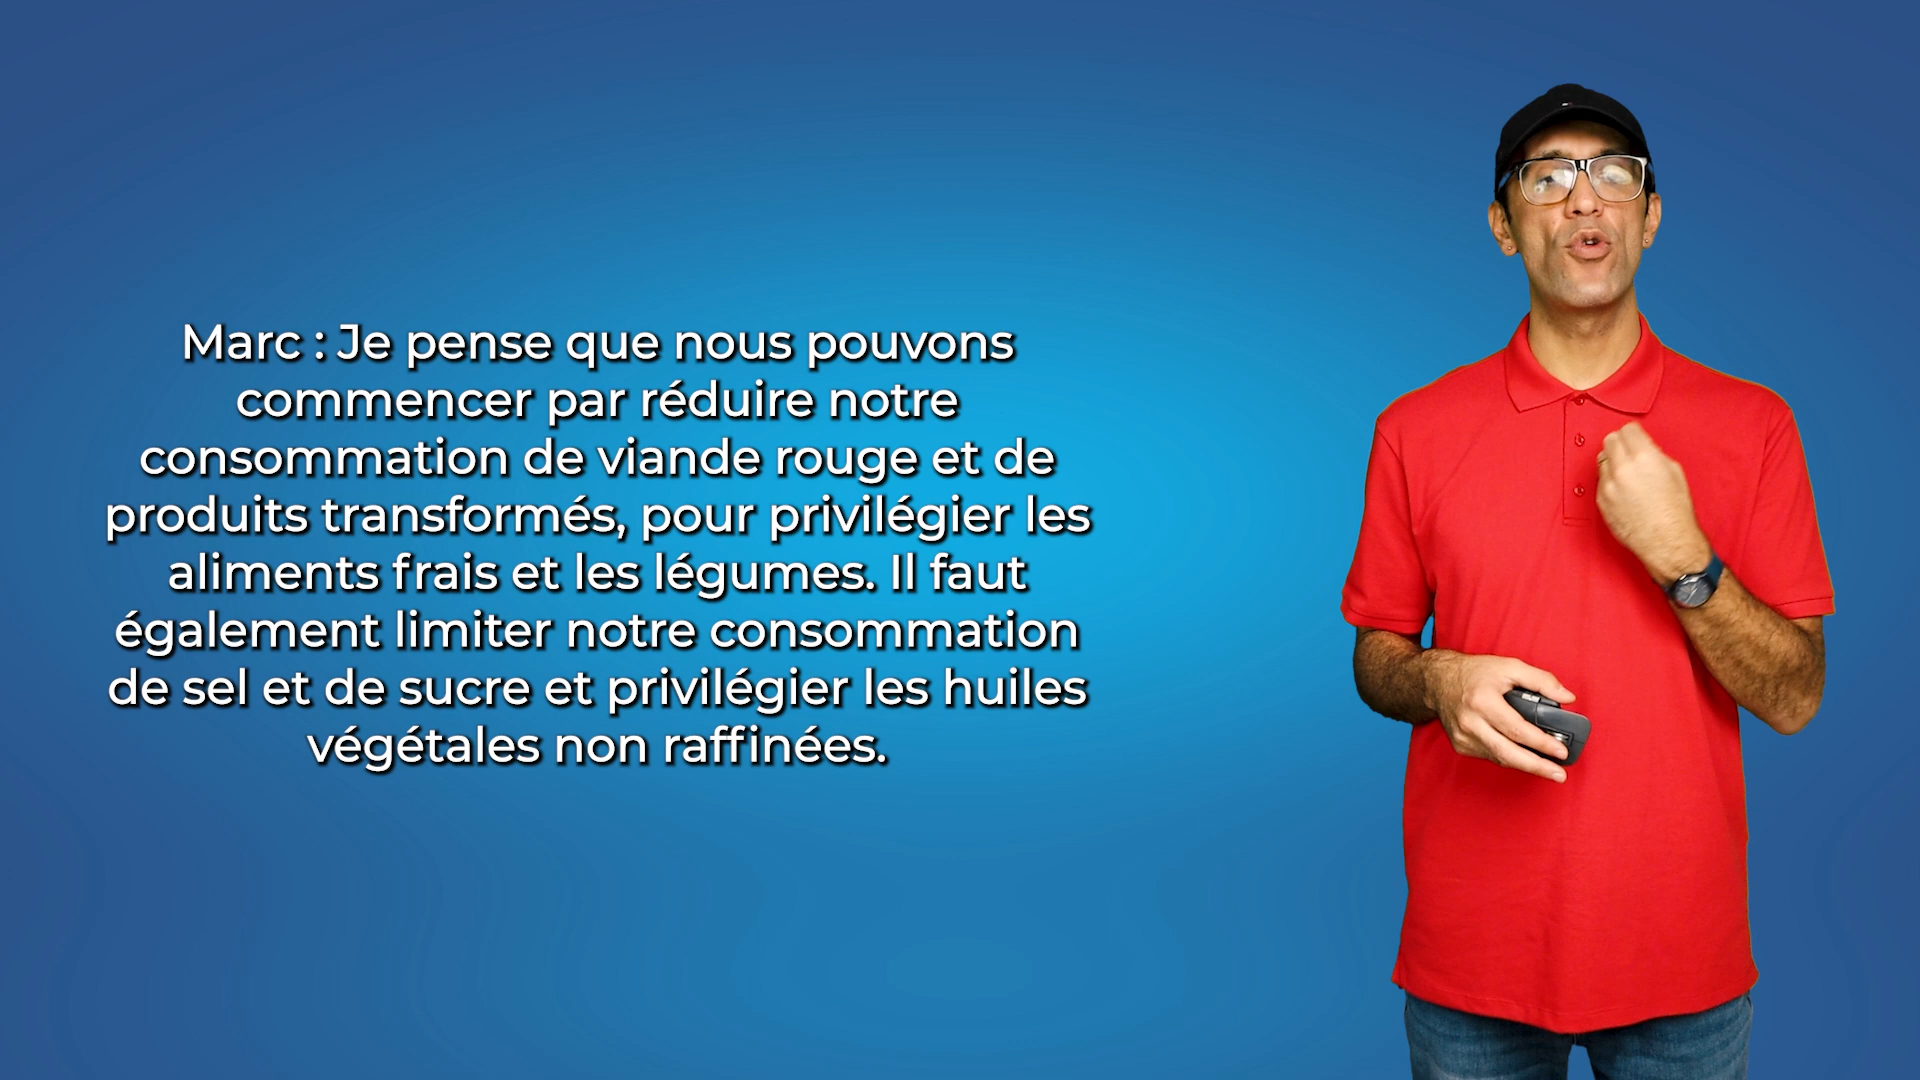 Marc : Je pense que nous pouvons
commencer par réduire notre
consommation de viande rouge et de
produits transformés, pour privilégier les
aliments frais et les légumes. Il faut
également limiter notre consommation
de sel et de sucre et privilégier les huiles
végétales non raffinées.